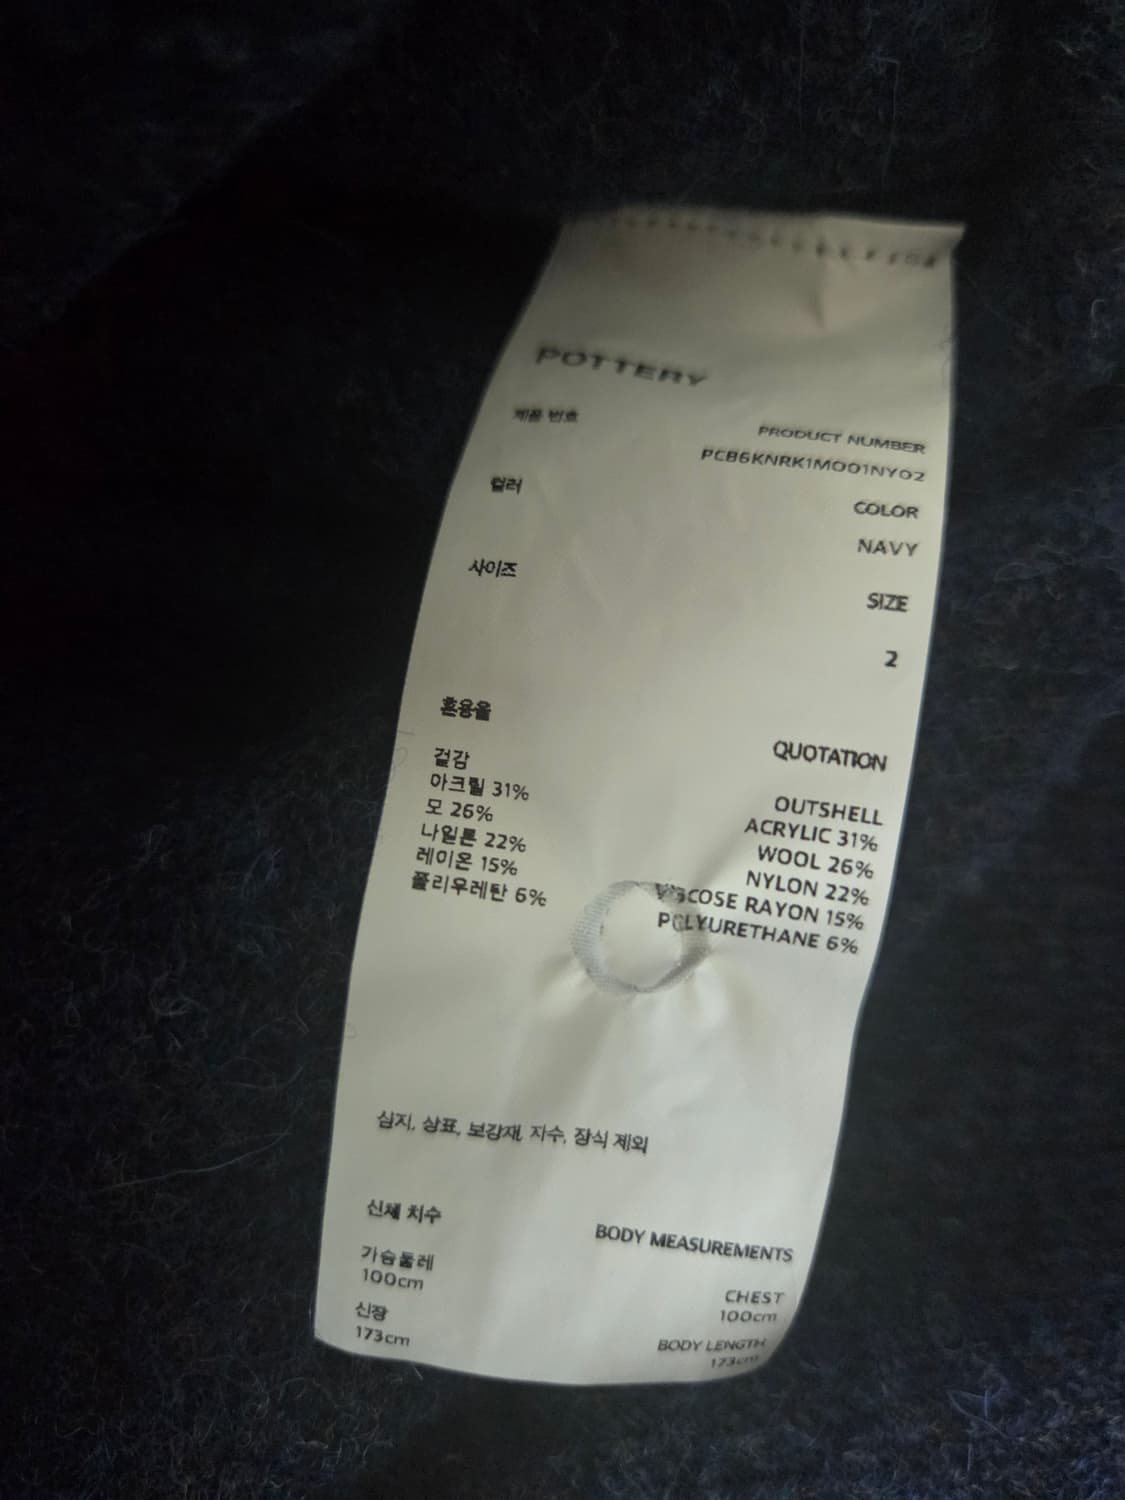 POTTERY
제품 번호
PRODUCT NUMBER
PCB6KNRK1MO01NY02
컬러
COLOR
NAVY
사이즈
SIZE
2
혼용율
QUOTATION
겉감
아크릴 31%
모 26%
나일론 22%
레이온 15%
폴리우레탄 6%
OUTSHELL
ACRYLIC 31%
WOOL 26%
NYLON 22%
VISCOSE RAYON 15%
POLYURETHANE 6%
심지, 상표, 보강재, 자수, 장식 제외
신체 치수
BODY MEASUREMENTS
가슴둘레
100cm
CHEST
100cm
신장
173cm
BODY LENGTH
173cm